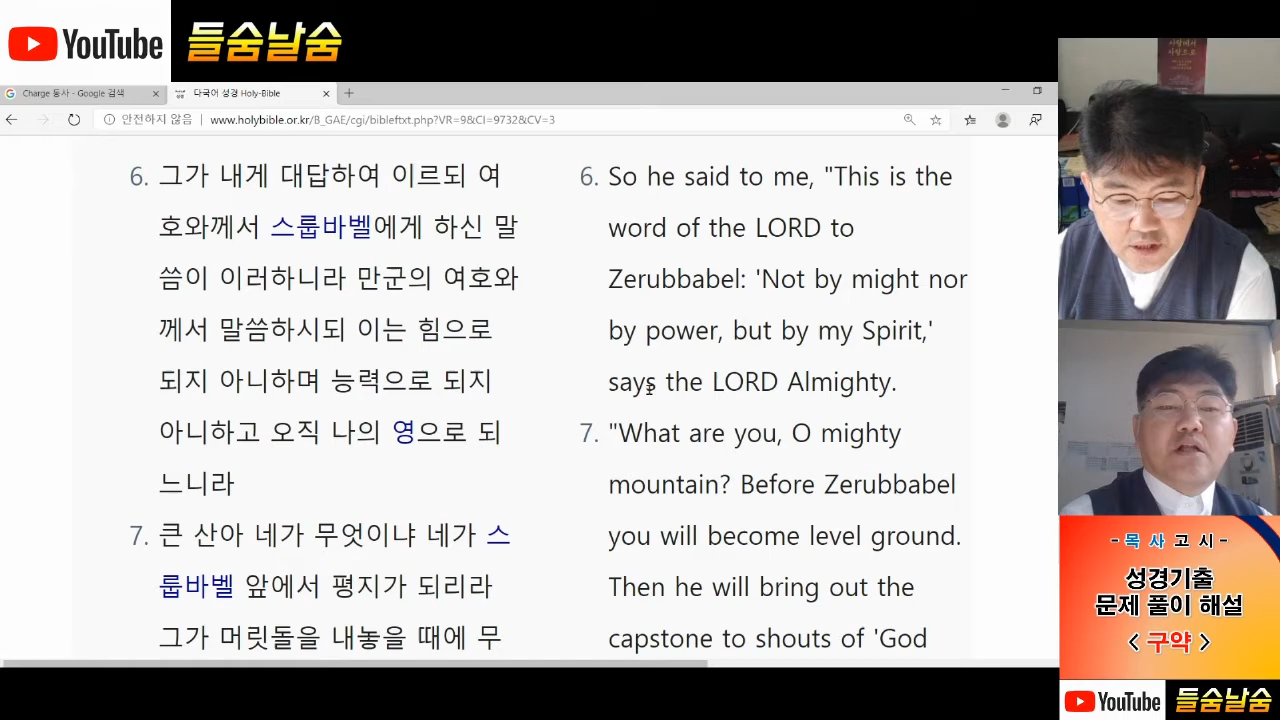 YouTube
들숨날숨
Charge 동사 - Google 검색
다국어 성경 Holy-Bible
안전하지 않음 | www.holybible.or.kr/B_GAE/cgi/bibleftxt.php?VR=9&CI=9732&CV=3
6. 그가 내게 대답하여 이르되 여
호와께서 스룹바벨에게 하신 말
씀이 이러하니라 만군의 여호와
께서 말씀하시되 이는 힘으로
되지 아니하며 능력으로 되지
아니하고 오직 나의 영으로 되
느니라
7. 큰 산아 네가 무엇이냐 네가 스
룹바벨 앞에서 평지가 되리라
그가 머릿돌을 내놓을 때에 무
6. So he said to me, "This is the
word of the LORD to
Zerubbabel: 'Not by might nor
by power, but by my Spirit,'
says the LORD Almighty.
7. "What are you, O mighty
mountain? Before Zerubbabel
you will become level ground.
Then he will bring out the
capstone to shouts of 'God
사랑에서
사랑으로
- 목 사 고 시 -
성경기출
문제 풀이 해설
< 구약 >
YouTube 들숨날숨